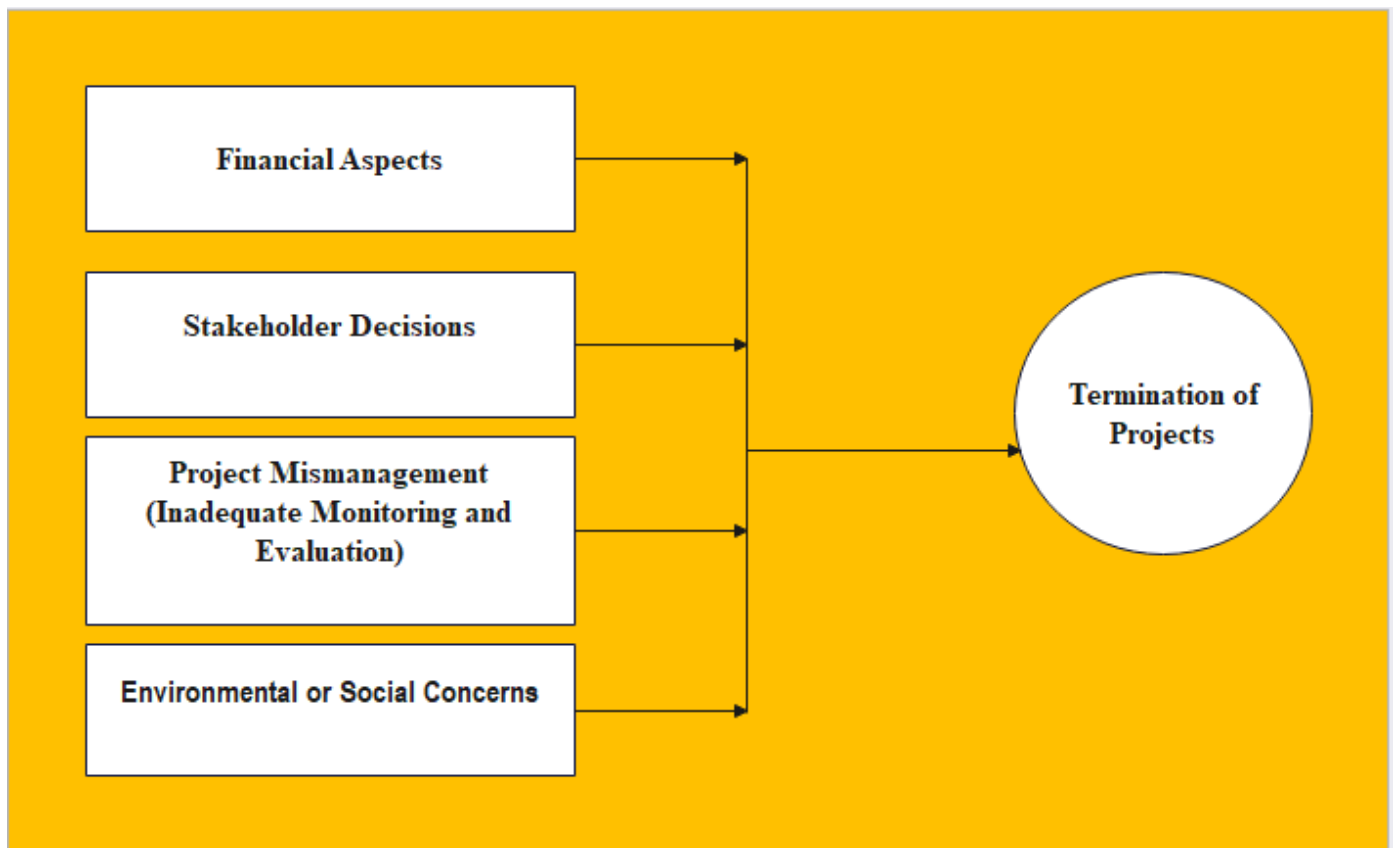 Financial Aspects
Stakeholder Decisions
Project Mismanagement
(Inadequate Monitoring and
Evaluation)
Environmental or Social Concerns
Termination of
Projects